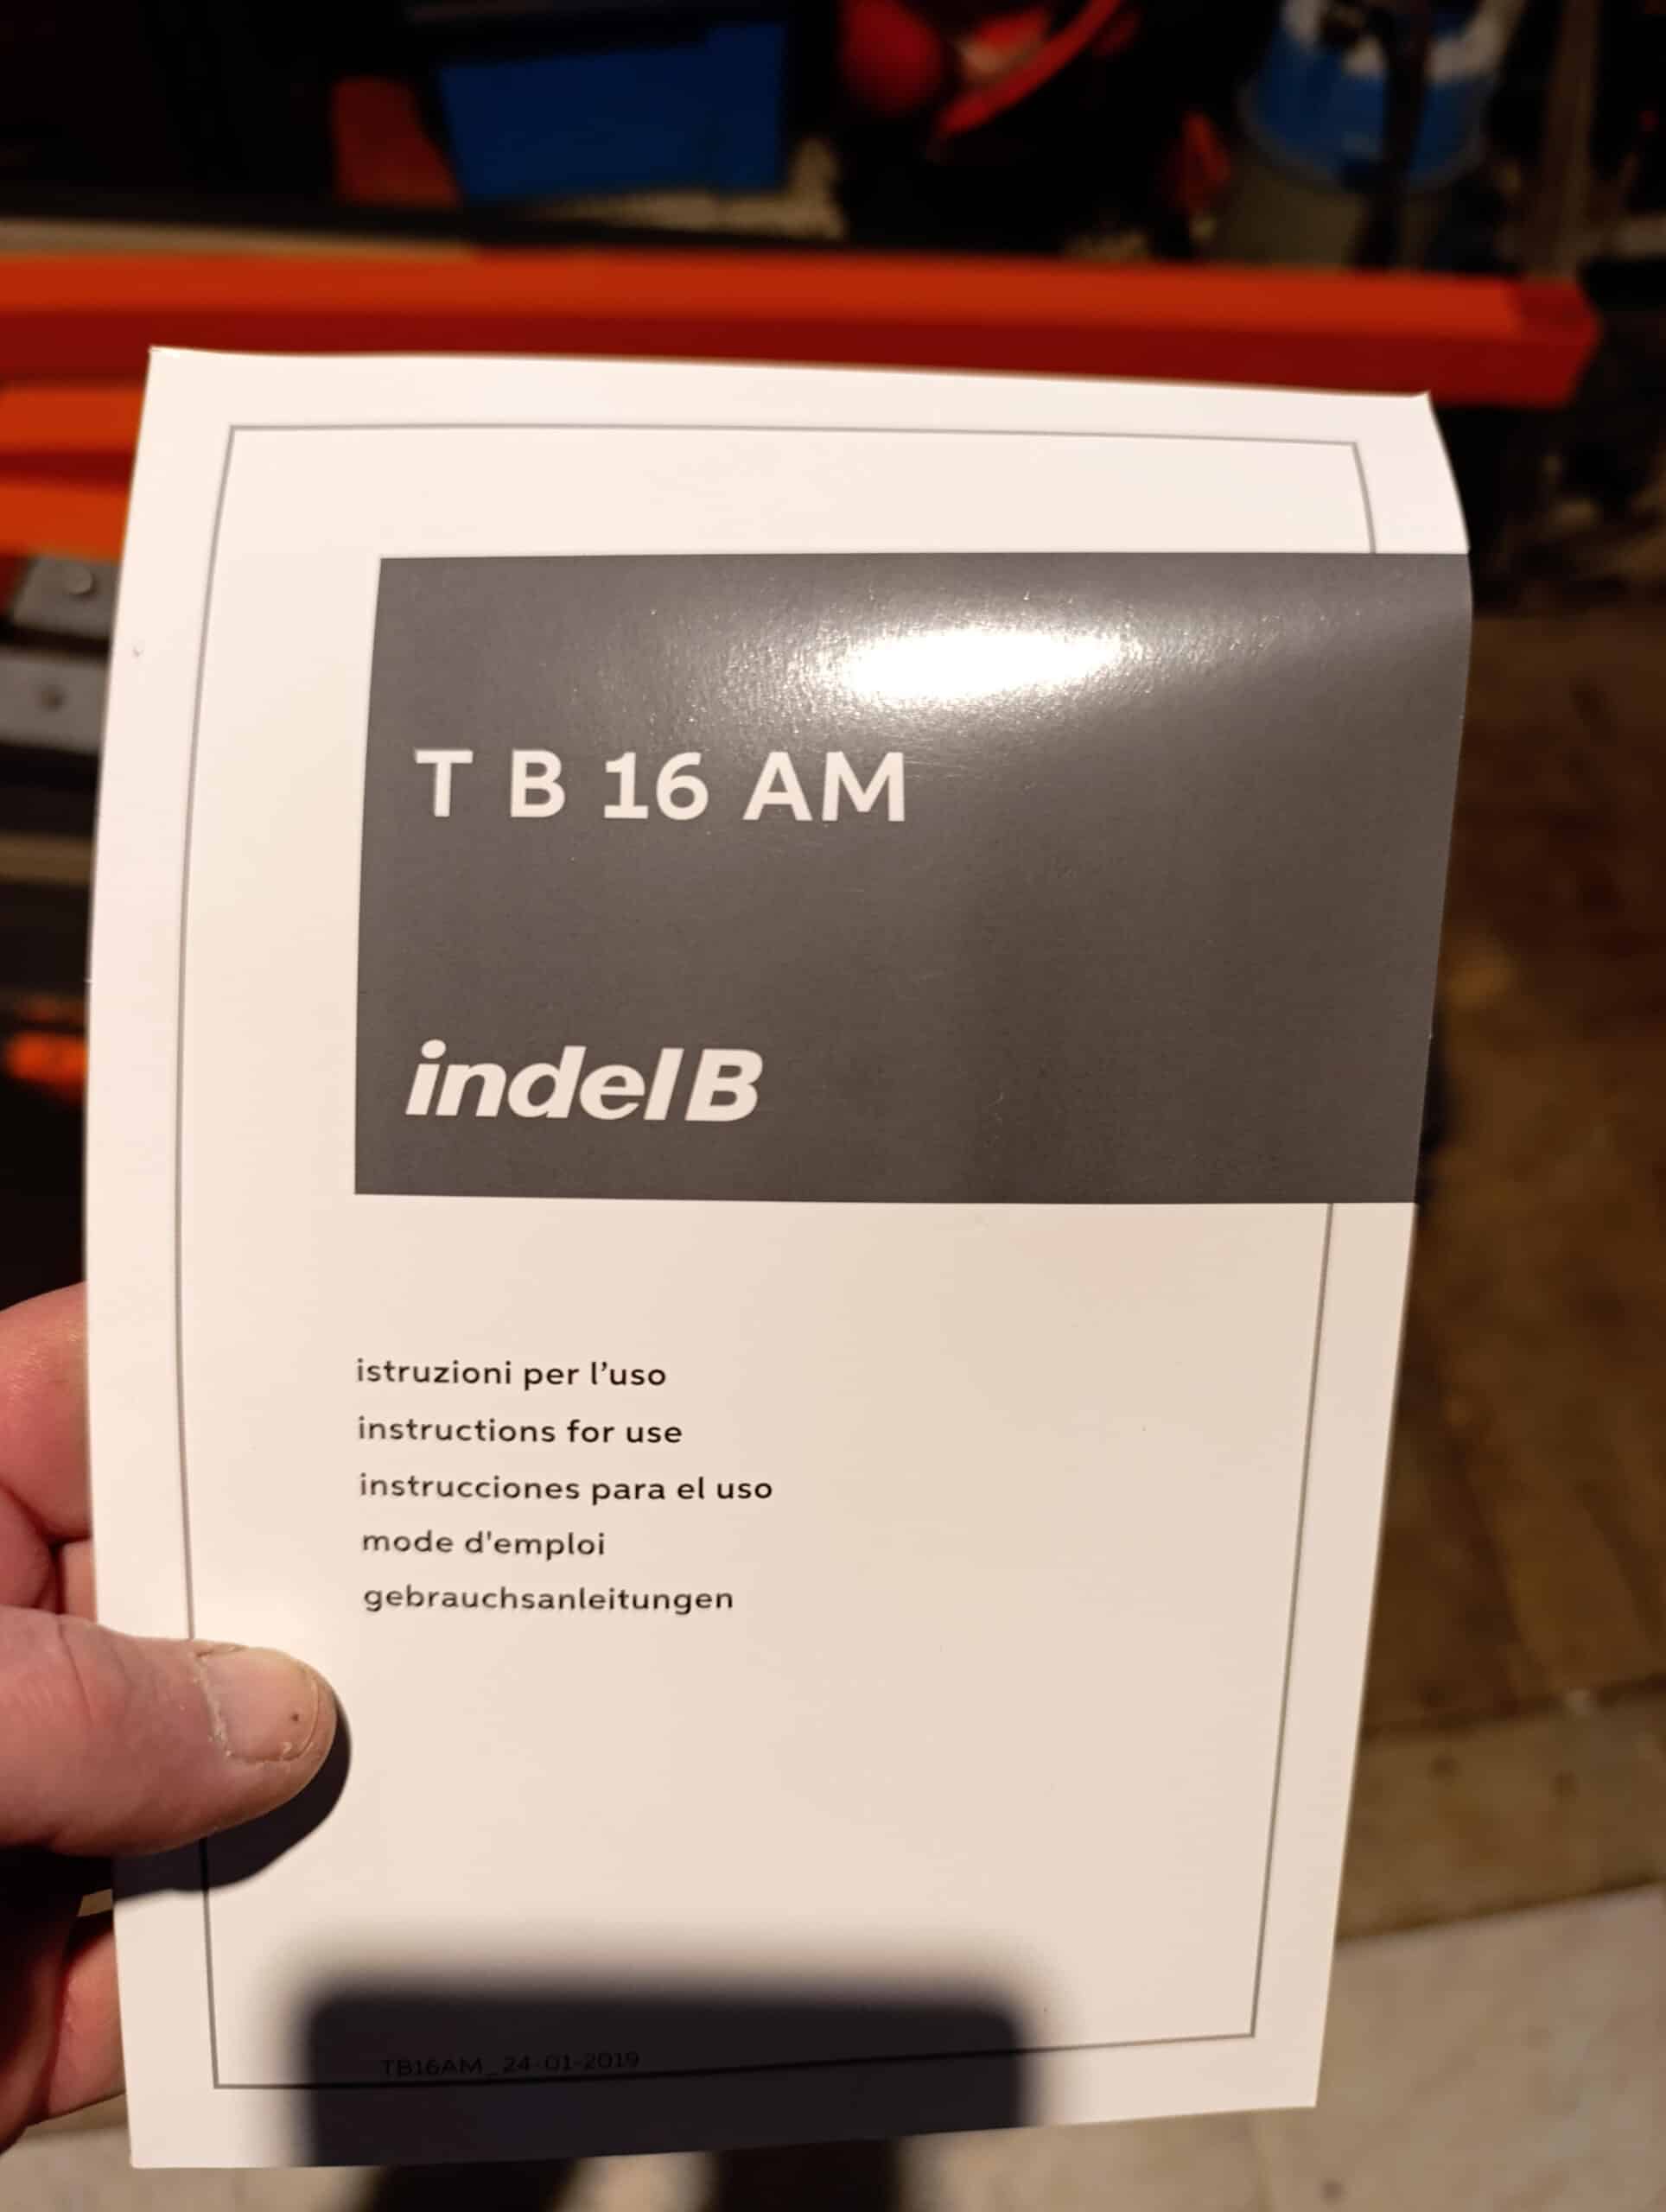 T B 16 AM
indel B
istruzioni per l’uso
instructions for use
instrucciones para el uso
mode d'emploi
gebrauchsanleitungen
TB16AM_24-01-2019